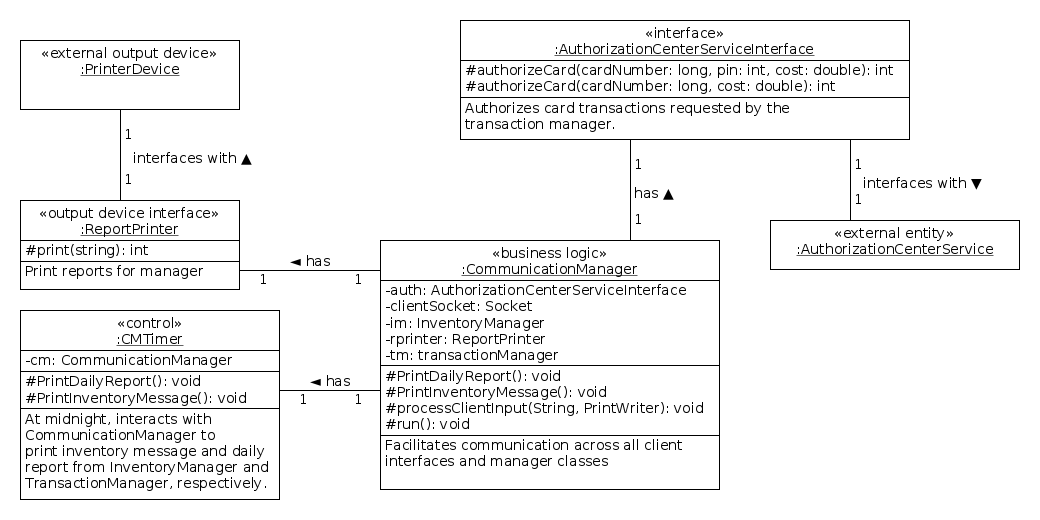 «external output device»
:PrinterDevice
1
interfaces with ▲
1
«output device interface»
:ReportPrinter
#print(string): int
Print reports for manager
«interface»
:AuthorizationCenterServiceInterface
#authorizeCard(cardNumber: long, pin: int, cost: double): int
#authorizeCard(cardNumber: long, cost: double): int
Authorizes card transactions requested by the
transaction manager.
1
has ▲
1
1
interfaces with ▼
1
«external entity»
:AuthorizationCenterService
◄ has
1
1
«business logic»
:CommunicationManager
-auth: AuthorizationCenterServiceInterface
-clientSocket: Socket
-im: InventoryManager
-rprinter: ReportPrinter
-tm: transactionManager
#PrintDailyReport(): void
#PrintInventoryMessage(): void
#processClientInput(String, PrintWriter): void
#run(): void
Facilitates communication across all client
interfaces and manager classes
«control»
:CMTimer
-cm: CommunicationManager
#PrintDailyReport(): void
#PrintInventoryMessage(): void
At midnight, interacts with
CommunicationManager to
print inventory message and daily
report from InventoryManager and
TransactionManager, respectively.
◄ has
1
1